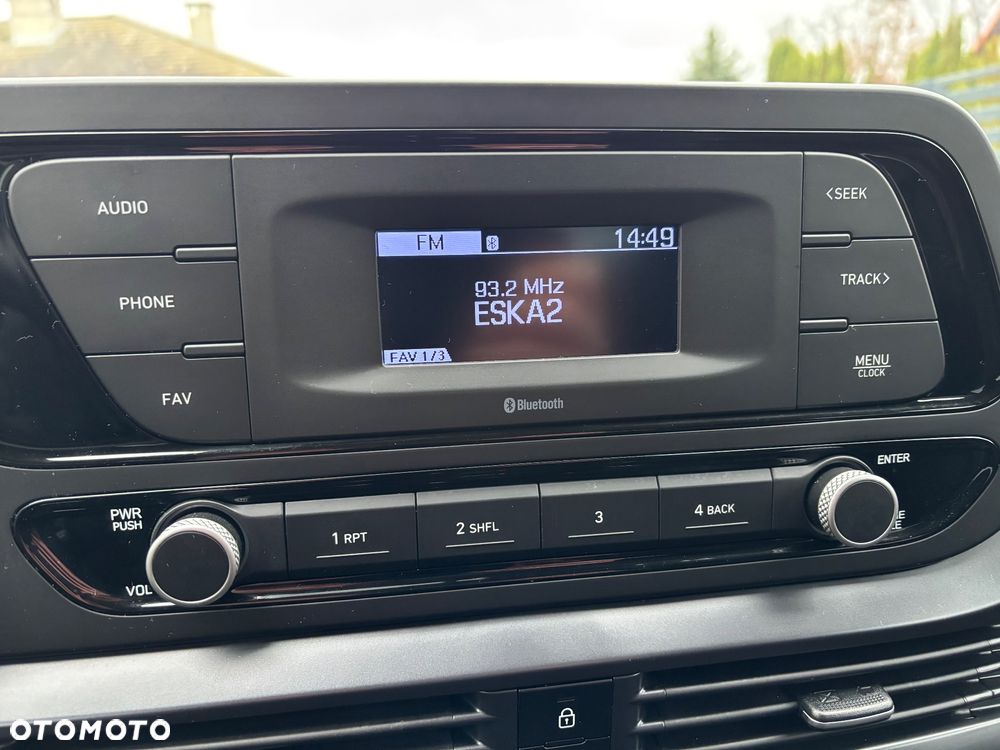 AUDIO
PHONE
FAV
FM
14:49
93.2 MHz
ESKA2
FAV 1/3
Bluetooth
<SEEK
TRACK>
MENU
CLOCK
PWR
PUSH
VOL
1 RPT
2 SHFL
3
4 BACK
ENTER
OTOMOTO